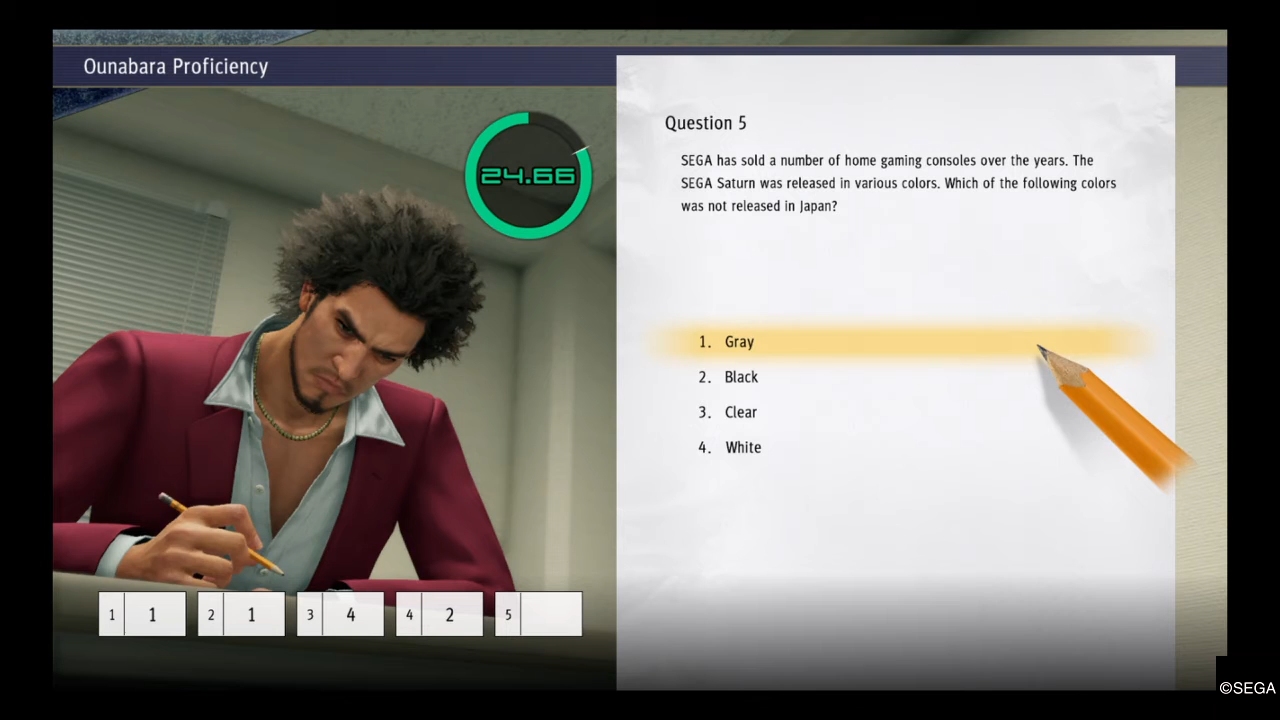 Ounabara Proficiency
24.66
Question 5
SEGA has sold a number of home gaming consoles over the years. The
SEGA Saturn was released in various colors. Which of the following colors
was not released in Japan?
1. Gray
2. Black
3. Clear
4. White
1 1 2 1 3 4 4 2 5
©SEGA